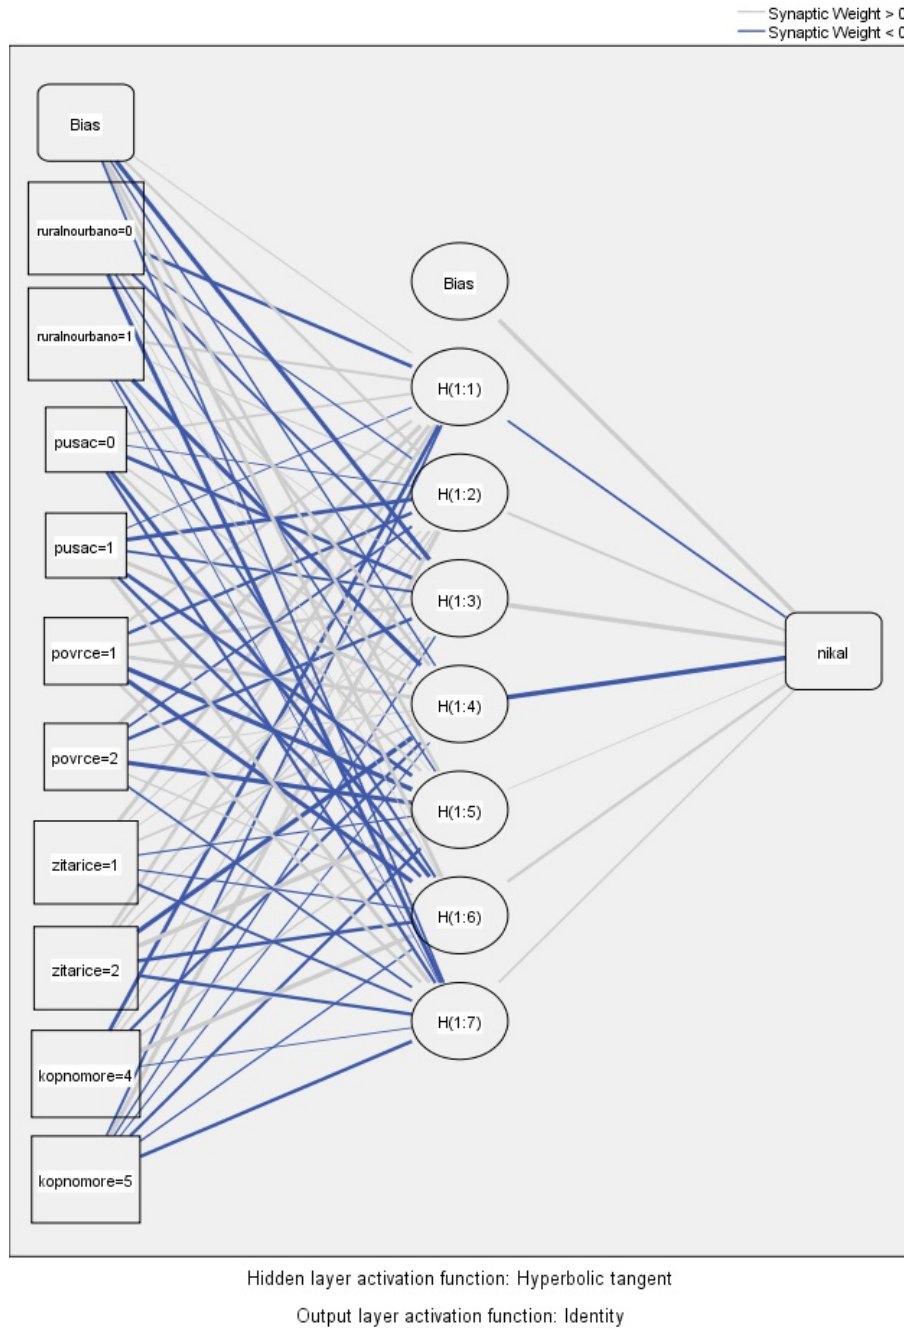 Synaptic Weight > 0
Synaptic Weight < 0
Bias
ruralnourbano=0
ruralnourbano=1
pusac=0
pusac=1
povrce=1
povrce=2
zitarice=1
zitarice=2
kopnomore=4
kopnomore=5
Bias
H(1:1)
H(1:2)
H(1:3)
H(1:4)
H(1:5)
H(1:6)
H(1:7)
nikal
Hidden layer activation function: Hyperbolic tangent
Output layer activation function: Identity